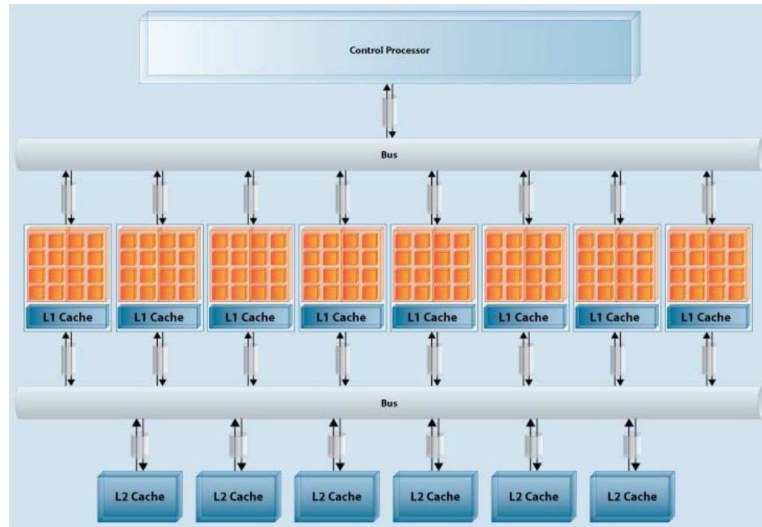 Control Processor
Bus
L1 Cache L1 Cache L1 Cache L1 Cache L1 Cache L1 Cache L1 Cache L1 Cache
Bus
L2 Cache L2 Cache L2 Cache L2 Cache L2 Cache L2 Cache